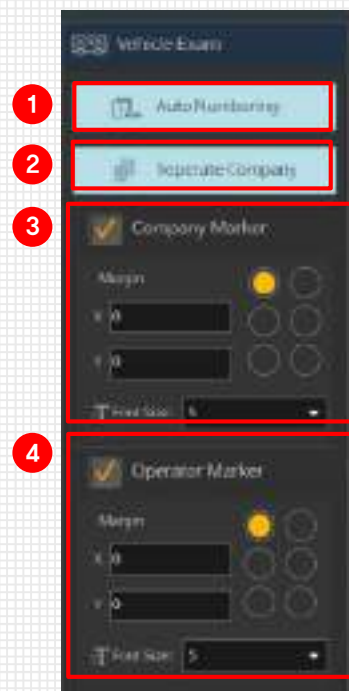 Vehicle Exam
1
Auto Numbering
2
Seperate Company
3
Company Marker
Margin
X 0
Y 0
Font Size: 5
4
Operator Marker
Margin
X 0
Y 0
Font Size: 5